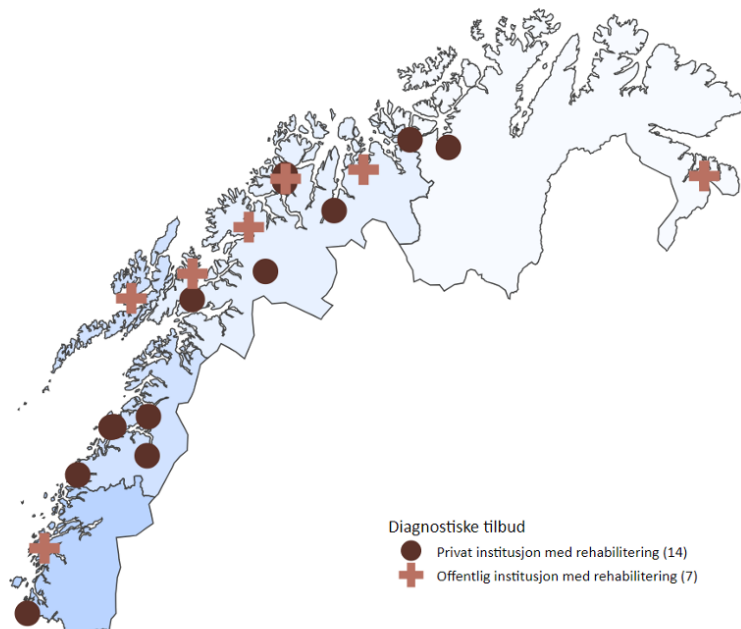 Diagnostiske tilbud
Privat institusjon med rehabilitering (14)
Offentlig institusjon med rehabilitering (7)